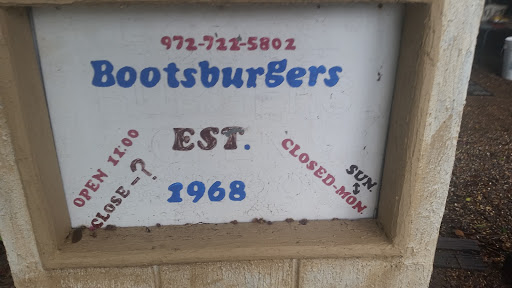 972-722-5802
Bootsburgers
EST.
OPEN 11:00
CLOSE-?
1968
SUN.
&
CLOSED-MON.